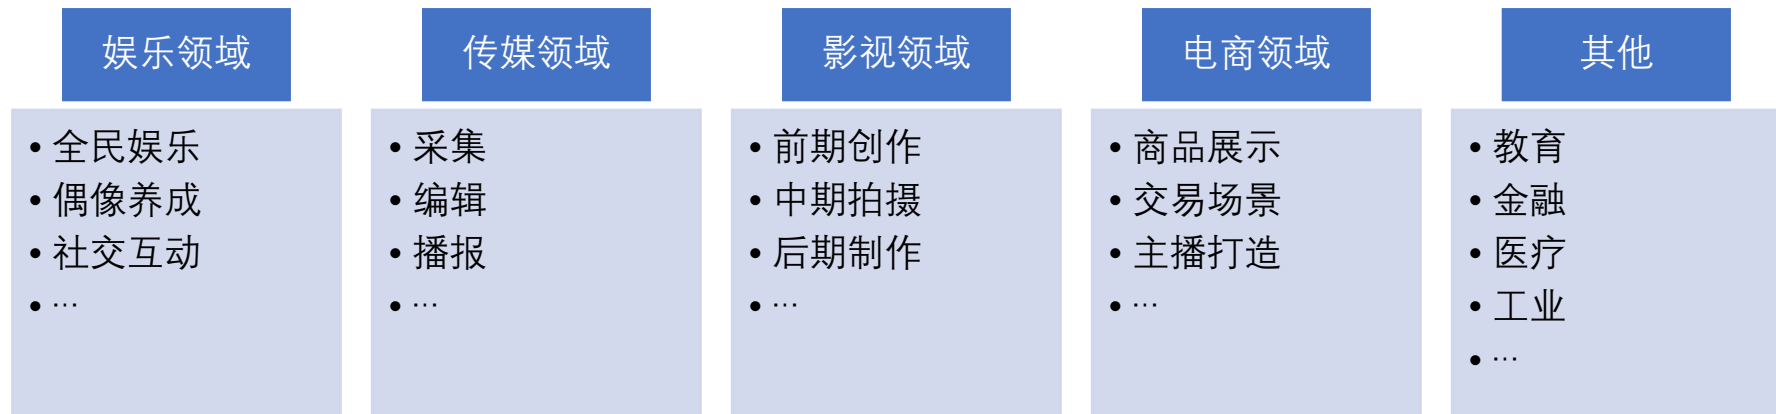 娱乐领域
• 全民娱乐
• 偶像养成
• 社交互动
• …
传媒领域
• 采集
• 编辑
• 播报
• …
影视领域
• 前期创作
• 中期拍摄
• 后期制作
• …
电商领域
• 商品展示
• 交易场景
• 主播打造
• …
其他
• 教育
• 金融
• 医疗
• 工业
• …